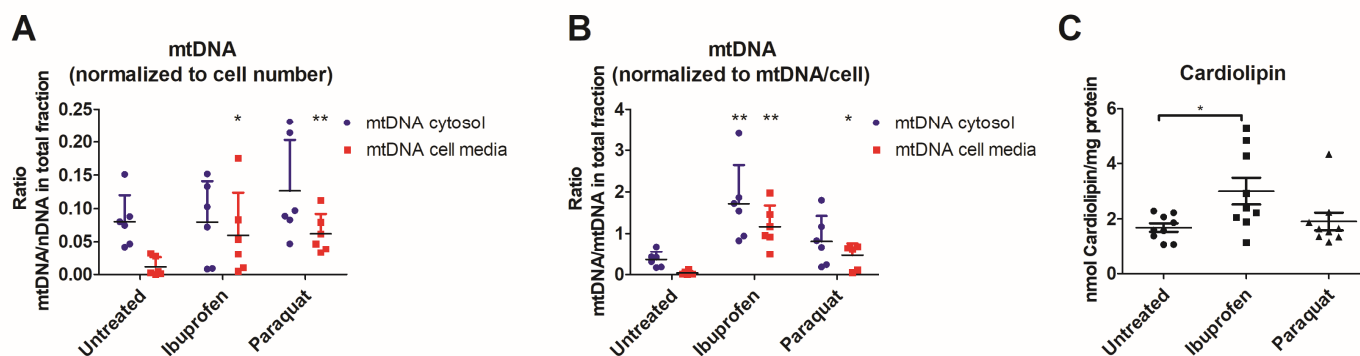 A
mtDNA
(normalized to cell number)
Ratio
mtDNA/nDNA in total fraction
0.25
0.20
0.15
0.10
0.05
0.00
*
**
mtDNA cytosol
mtDNA cell media
Untreated
Ibuprofen
Paraquat
B
mtDNA
(normalized to mtDNA/cell)
Ratio
mtDNA/mtDNA in total fraction
4
3
2
1
0
**
**
*
mtDNA cytosol
mtDNA cell media
Untreated
Ibuprofen
Paraquat
C
Cardiolipin
nmol Cardiolipin/mg protein
6
4
2
0
*
Untreated
Ibuprofen
Paraquat